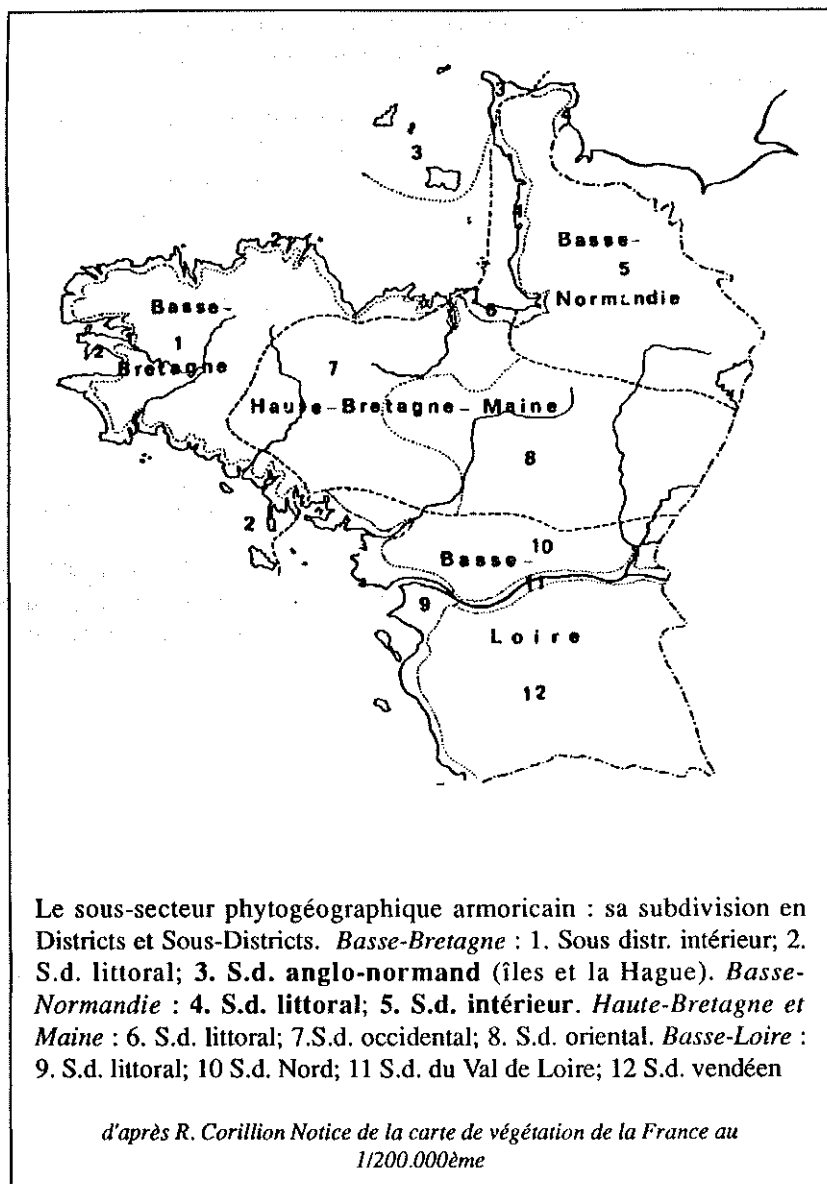 3
4
3
Basse-
5
Normandie
4
2
Basse-
1
2
Bretagne
6
7
Haute-Bretagne-Maine
8
2
10
Basse-
11
9
Loire
12
Le sous-secteur phytogéographique armoricain : sa subdivision en
Districts et Sous-Districts. Basse-Bretagne : 1. Sous distr. intérieur; 2.
S.d. littoral; 3. S.d. anglo-normand (îles et la Hague). Basse-
Normandie : 4. S.d. littoral; 5. S.d. intérieur. Haute-Bretagne et
Maine : 6. S.d. littoral; 7.S.d. occidental; 8. S.d. oriental. Basse-Loire :
9. S.d. littoral; 10 S.d. Nord; 11 S.d. du Val de Loire; 12 S.d. vendéen
d'après R. Corillion Notice de la carte de végétation de la France au
1/200.000ème